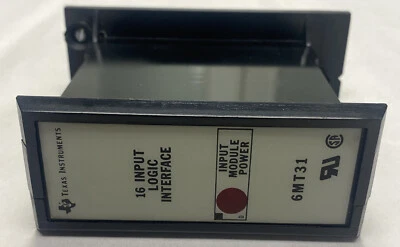 TEXAS INSTRUMENTS
16 INPUT
LOGIC
INTERFACE
INPUT
MODULE
POWER
6MT31